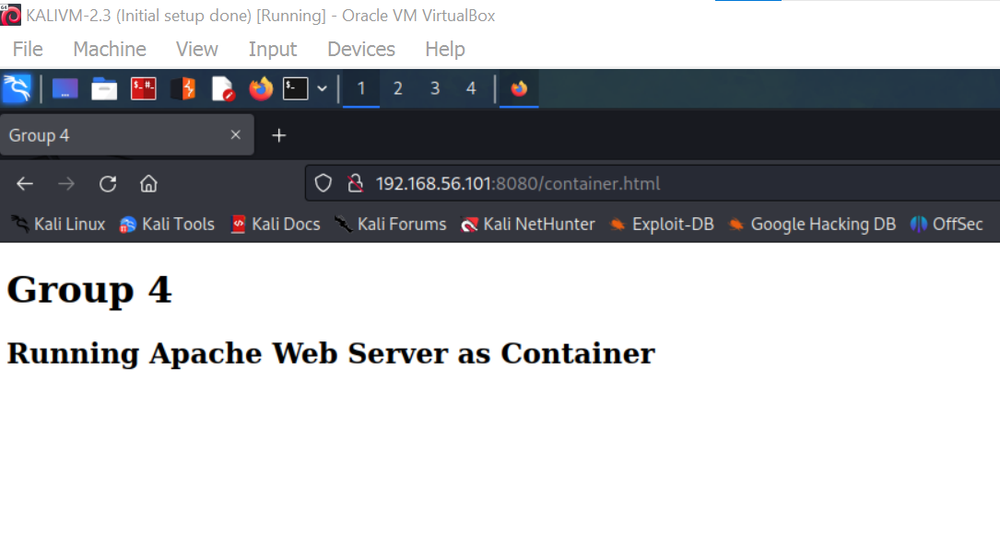 KALIVM-2.3 (Initial setup done) [Running] - Oracle VM VirtualBox
File Machine View Input Devices Help
1 2 3 4
Group 4
192.168.56.101:8080/container.html
Kali Linux Kali Tools Kali Docs Kali Forums Kali NetHunter Exploit-DB Google Hacking DB OffSec
Group 4
Running Apache Web Server as Container